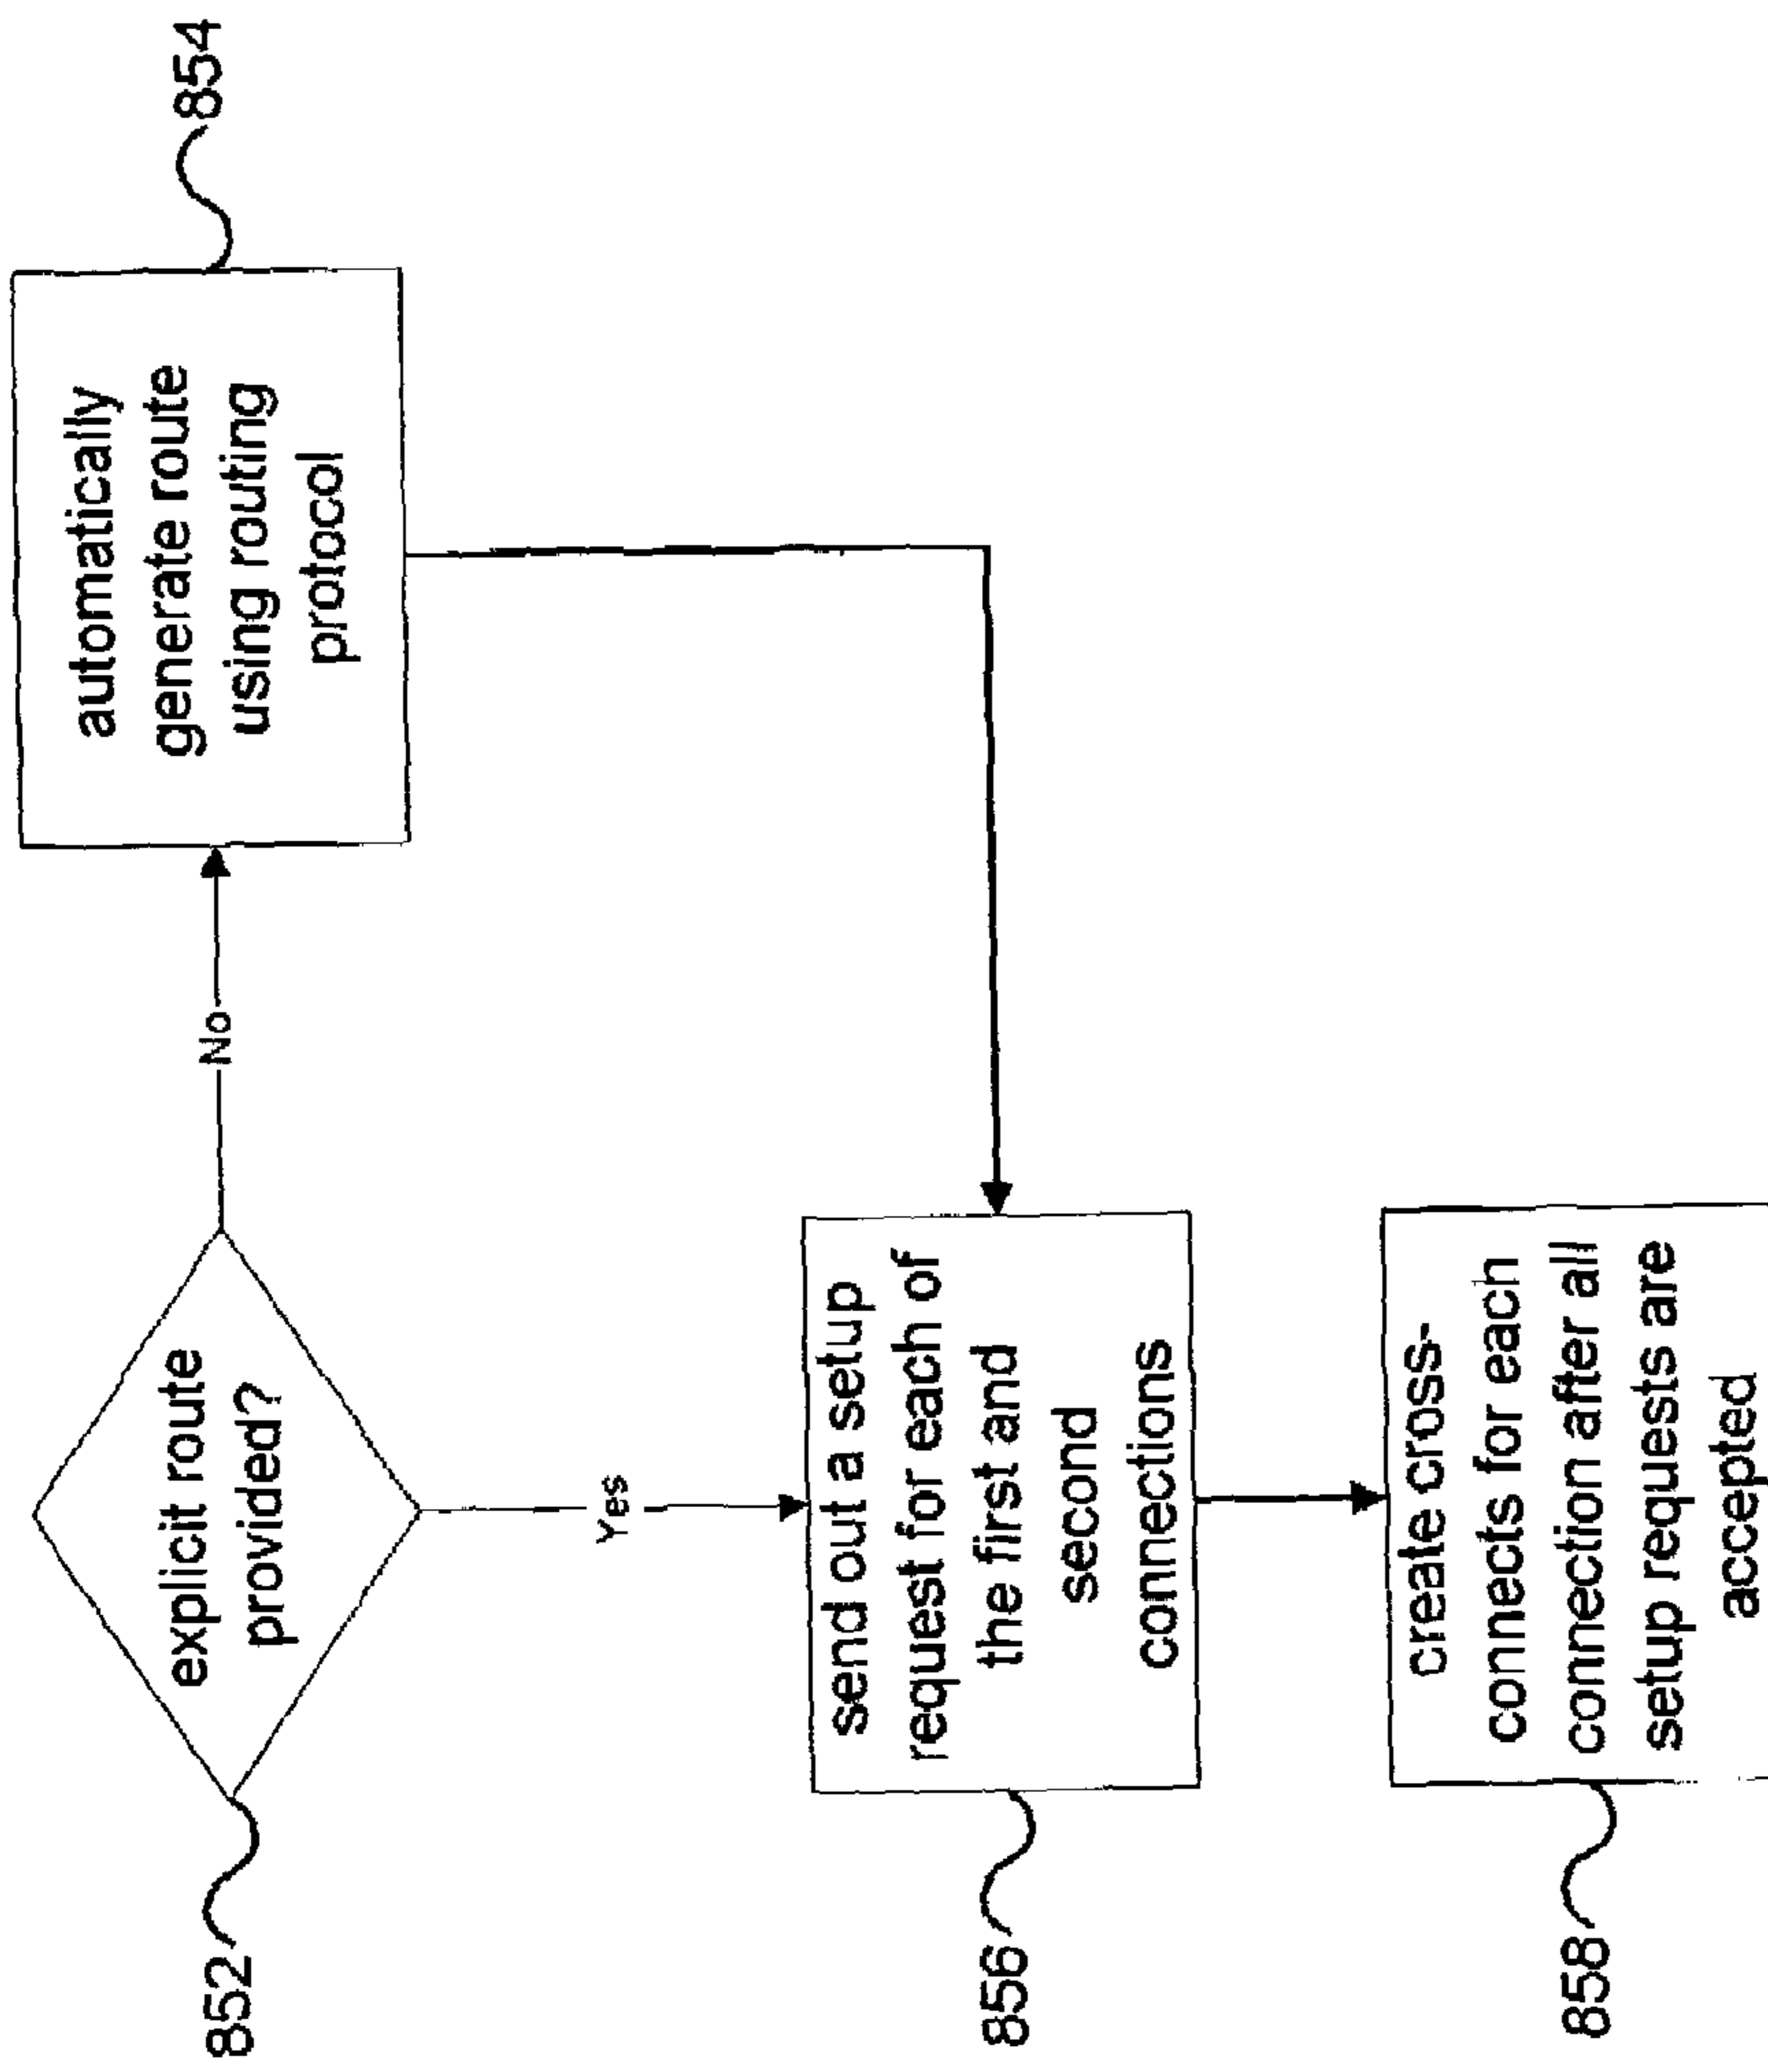 852
explicit route
provided?
No
automatically
generate route
using routing
protocol
854
Yes
856
send out a setup
request for each of
the first and
second
connections
858
create cross-
connects for each
connection after all
setup requests are
accepted